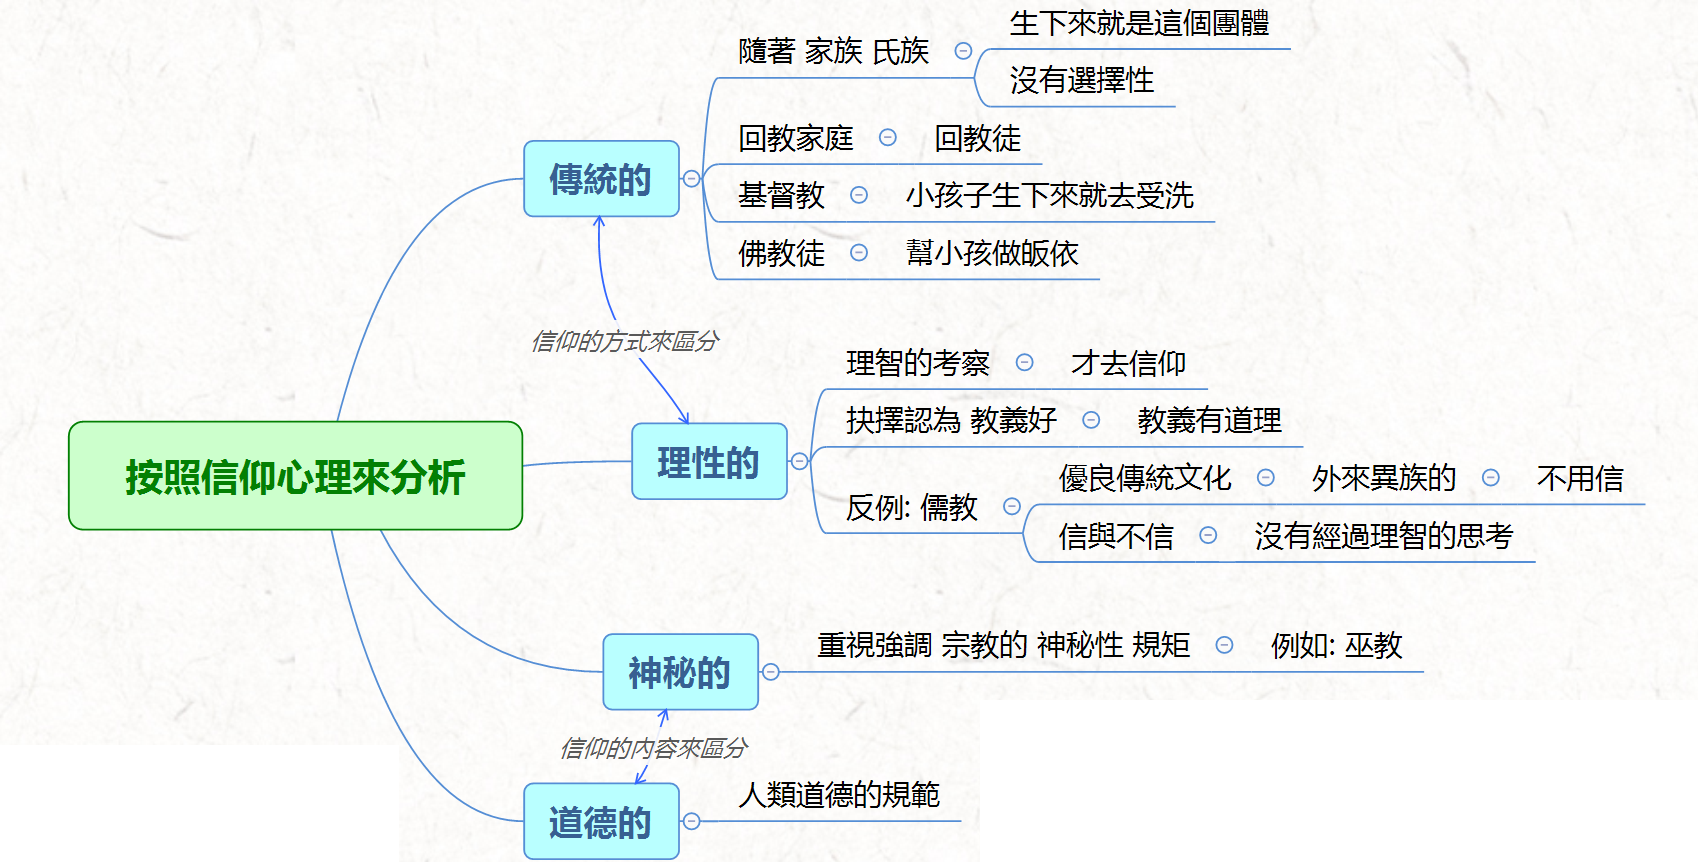 按照信仰心理來分析
傳統的
隨著 家族 氏族
生下來就是這個團體
沒有選擇性
回教家庭
回教徒
基督教
小孩子生下來就去受洗
佛教徒
幫小孩做皈依
信仰的方式來區分
理性的
理智的考察
才去信仰
抉擇認為 教義好
教義有道理
反例: 儒教
優良傳統文化
外來異族的
不用信
信與不信
沒有經過理智的思考
神秘的
重視強調 宗教的 神秘性 規矩
例如: 巫教
信仰的內容來區分
道德的
人類道德的規範